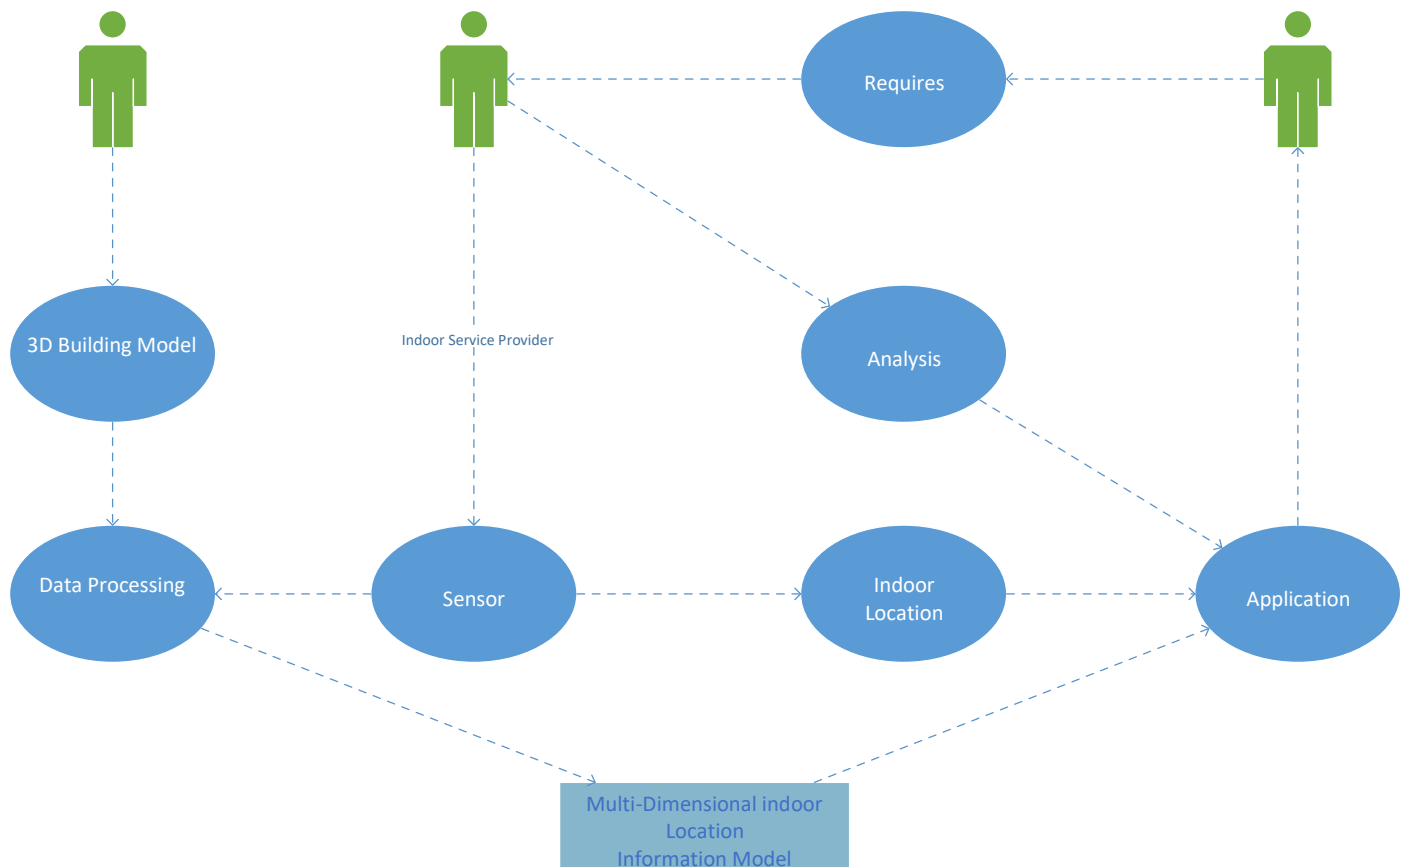 Requires
3D Building Model
Indoor Service Provider
Analysis
Data Processing
Sensor
Indoor
Location
Application
Multi-Dimensional indoor
Location
Information Model